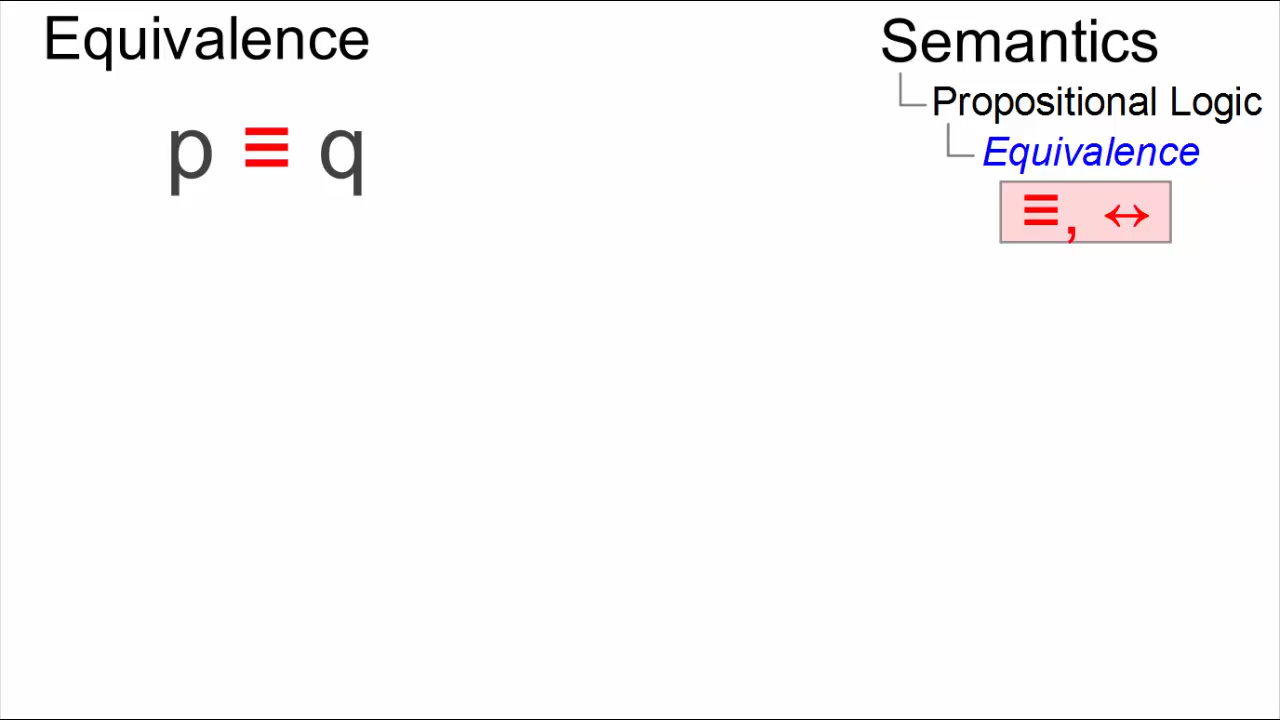 Equivalence
p ≡ q
Semantics
Propositional Logic
Equivalence
≡, ↔